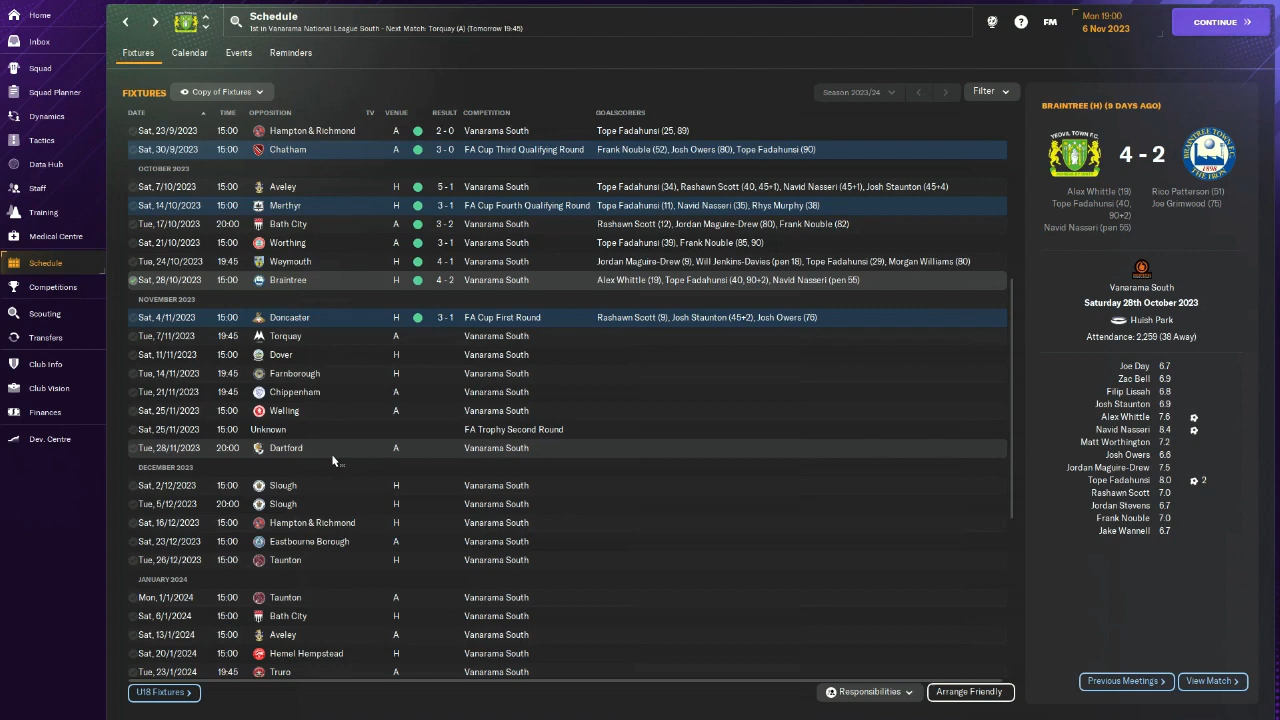 Home
Inbox
Squad
Squad Planner
Dynamics
Tactics
Data Hub
Staff
Training
Medical Centre
Schedule
Competitions
Scouting
Transfers
Club Info
Club Vision
Finances
Dev. Centre
Schedule
1st in Vanarama National League South - Next Match: Torquay (A) (Tomorrow 19:45)
? FM
Mon 19:00
6 Nov 2023
CONTINUE
Fixtures Calendar Events Reminders
FIXTURES Copy of Fixtures Season 2023/24 Filter
DATE TIME OPPOSITION TV VENUE RESULT COMPETITION GOALSCORERS
Sat, 23/9/2023 15:00 Hampton & Richmond A 2 - 0 Vanarama South Tope Fadahunsi (25, 89)
Sat, 30/9/2023 15:00 Chatham A 3 - 0 FA Cup Third Qualifying Round Frank Nouble (52), Josh Owers (80), Tope Fadahunsi (90)
OCTOBER 2023
Sat, 7/10/2023 15:00 Aveley H 5 - 1 Vanarama South Tope Fadahunsi (34), Rashawn Scott (40, 45+1), Navid Nasseri (45+1), Josh Staunton (45+4)
Sat, 14/10/2023 15:00 Merthyr H 3 - 1 FA Cup Fourth Qualifying Round Tope Fadahunsi (11), Navid Nasseri (35), Rhys Murphy (38)
Tue, 17/10/2023 20:00 Bath City A 3 - 2 Vanarama South Rashawn Scott (12), Jordan Maguire-Drew (80), Frank Nouble (82)
Sat, 21/10/2023 15:00 Worthing A 3 - 1 Vanarama South Tope Fadahunsi (39), Frank Nouble (85, 90)
Tue, 24/10/2023 19:45 Weymouth H 4 - 1 Vanarama South Jordan Maguire-Drew (9), Will Jenkins-Davies (pen 18), Tope Fadahunsi (29), Morgan Williams (80)
Sat, 28/10/2023 15:00 Braintree H 4 - 2 Vanarama South Alex Whittle (19), Tope Fadahunsi (40, 90+2), Navid Nasseri (pen 55)
NOVEMBER 2023
Sat, 4/11/2023 15:00 Doncaster H 3 - 1 FA Cup First Round Rashawn Scott (9), Josh Staunton (45+2), Josh Owers (76)
Tue, 7/11/2023 19:45 Torquay A Vanarama South
Sat, 11/11/2023 15:00 Dover H Vanarama South
Tue, 14/11/2023 19:45 Farnborough H Vanarama South
Tue, 21/11/2023 19:45 Chippenham A Vanarama South
Sat, 25/11/2023 15:00 Welling A Vanarama South
Sat, 25/11/2023 15:00 Unknown FA Trophy Second Round
Tue, 28/11/2023 20:00 Dartford A Vanarama South
DECEMBER 2023
Sat, 2/12/2023 15:00 Slough H Vanarama South
Tue, 5/12/2023 20:00 Slough H Vanarama South
Sat, 16/12/2023 15:00 Hampton & Richmond H Vanarama South
Sat, 23/12/2023 15:00 Eastbourne Borough A Vanarama South
Tue, 26/12/2023 15:00 Taunton H Vanarama South
JANUARY 2024
Mon, 1/1/2024 15:00 Taunton A Vanarama South
Sat, 6/1/2024 15:00 Bath City H Vanarama South
Sat, 13/1/2024 15:00 Aveley A Vanarama South
Sat, 20/1/2024 15:00 Hemel Hempstead H Vanarama South
Tue, 23/1/2024 19:45 Truro A Vanarama South
U18 Fixtures Responsibilities Arrange Friendly
BRAINTREE (H) (9 DAYS AGO)
4 - 2
Alex Whittle (19) Rico Patterson (51)
Tope Fadahunsi (40, Joe Grimwood (75)
90+2)
Navid Nasseri (pen 55)
Vanarama South
Saturday 28th October 2023
Huish Park
Attendance: 2,259 (38 Away)
Joe Day 6.7
Zac Bell 6.9
Filip Lissah 6.8
Josh Staunton 6.9
Alex Whittle 7.6
Navid Nasseri 8.4
Matt Worthington 7.2
Josh Owers 6.6
Jordan Maguire-Drew 7.5
Tope Fadahunsi 8.0 2
Rashawn Scott 7.0
Jordan Stevens 6.7
Frank Nouble 7.0
Jake Wannell 6.7
Previous Meetings View Match